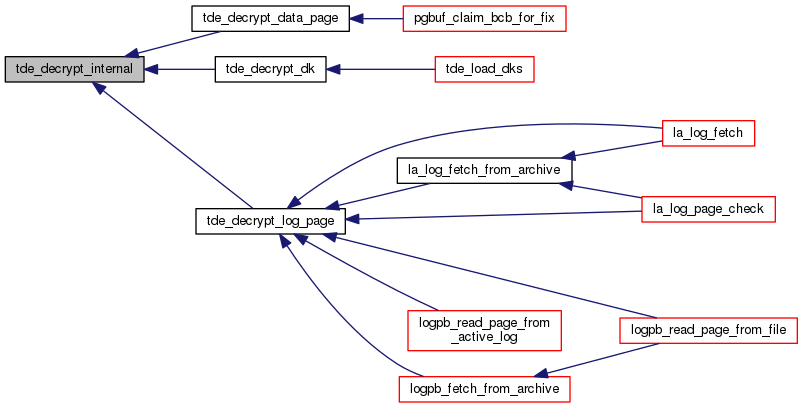 tde_decrypt_data_page
pgbuf_claim_bcb_for_fix
tde_decrypt_internal
tde_decrypt_dk
tde_load_dks
la_log_fetch
la_log_fetch_from_archive
la_log_page_check
tde_decrypt_log_page
logpb_read_page_from
_active_log
logpb_read_page_from_file
logpb_fetch_from_archive